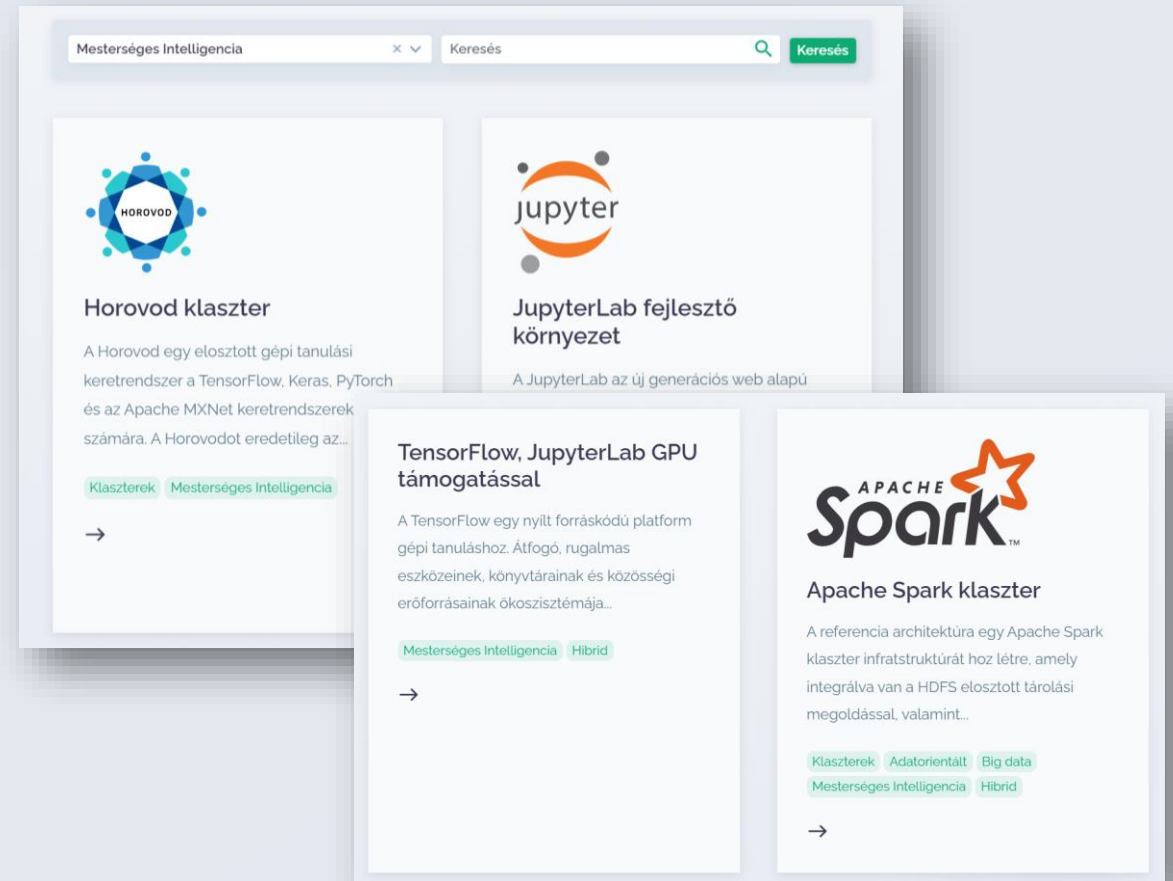 Mesterséges Intelligencia
Keresés
Keresés
HOROVOD
Horovod klaszter
A Horovod egy elosztott gépi tanulási
keretrendszer a TensorFlow, Keras, PyTorch
és az Apache MXNet keretrendszerek
számára. A Horovodot eredetileg az...
Klaszterek Mesterséges Intelligencia
jupyter
JupyterLab fejlesztő
környezet
A JupyterLab az új generációs web alapú
TensorFlow, JupyterLab GPU
támogatással
A TensorFlow egy nyílt forráskódú platform
gépi tanuláshoz. Átfogó, rugalmas
eszközeinek, könyvtárainak és közösségi
erőforrásainak ökoszisztémája...
Mesterséges Intelligencia Hibrid
APACHE
Spark™
Apache Spark klaszter
A referencia architektúra egy Apache Spark
klaszter infratstruktúrát hoz létre, amely
integrálva van a HDFS elosztott tárolási
megoldással, valamint...
Klaszterek Adatorientált Big data
Mesterséges Intelligencia Hibrid